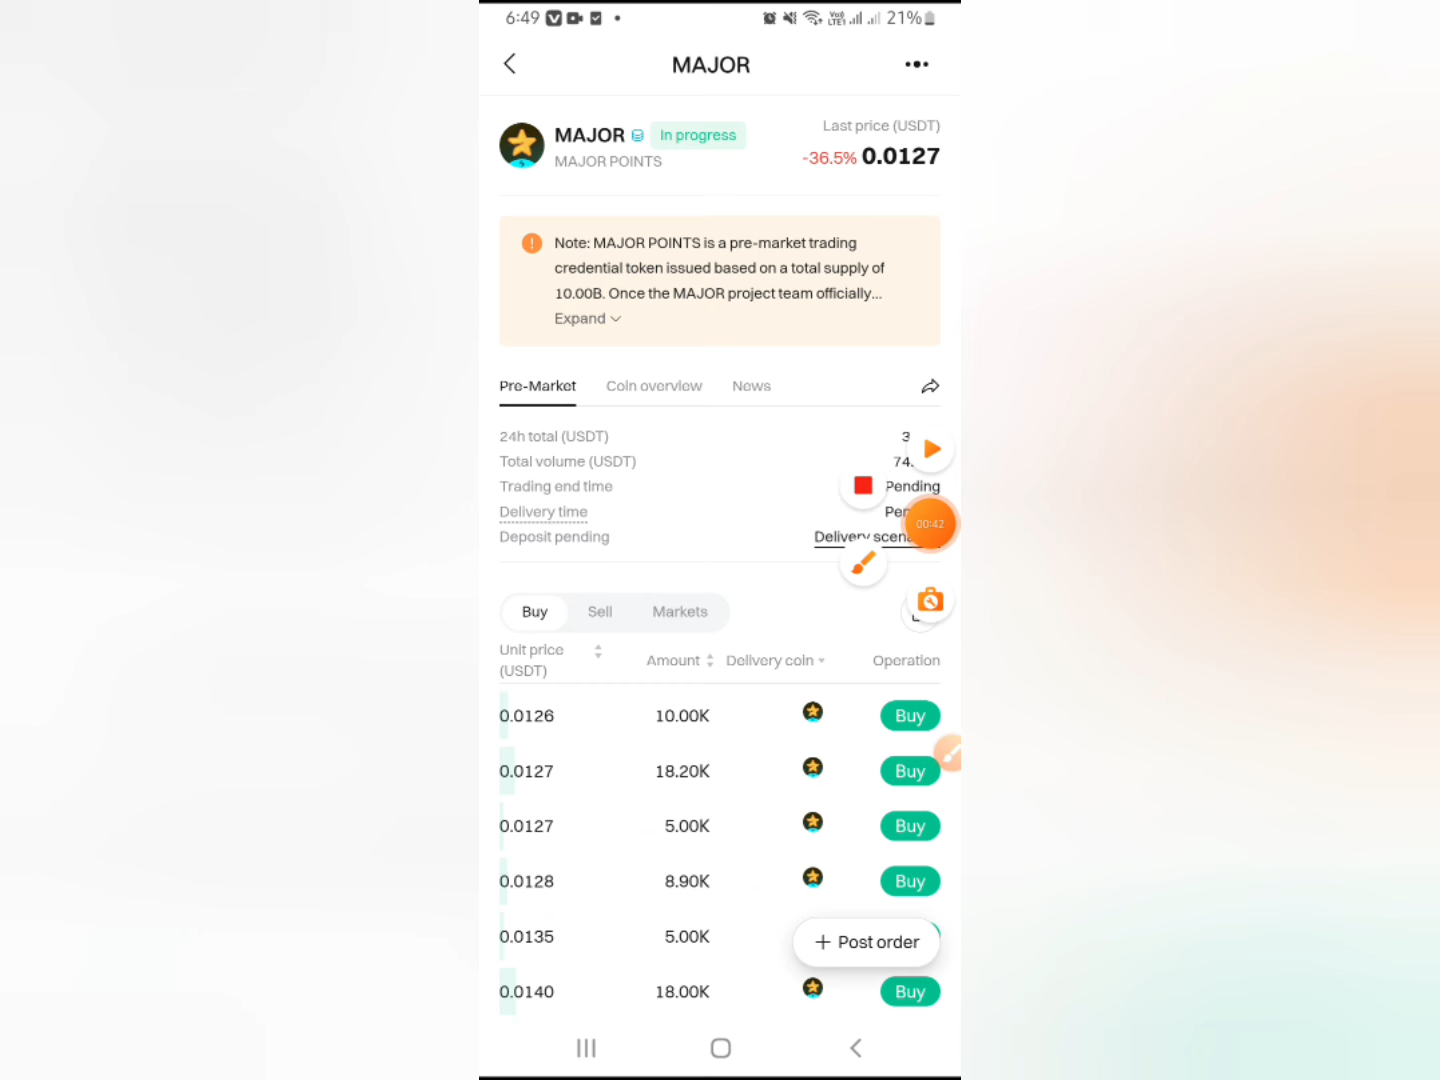 6:49
Vo)) LTE1 21%
MAJOR
MAJOR In progress
MAJOR POINTS
Last price (USDT)
-36.5% 0.0127
Note: MAJOR POINTS is a pre-market trading
credential token issued based on a total supply of
10.00B. Once the MAJOR project team officially...
Expand
Pre-Market Coin overview News
24h total (USDT) 3
Total volume (USDT) 74.
Trading end time Pending
Delivery time
Deposit pending Delivery
00:42
Buy Sell Markets
Unit price
(USDT)
Amount Delivery coin Operation
0.0126 10.00K Buy
0.0127 18.20K Buy
0.0127 5.00K Buy
0.0128 8.90K Buy
0.0135 5.00K
+ Post order
0.0140 18.00K Buy